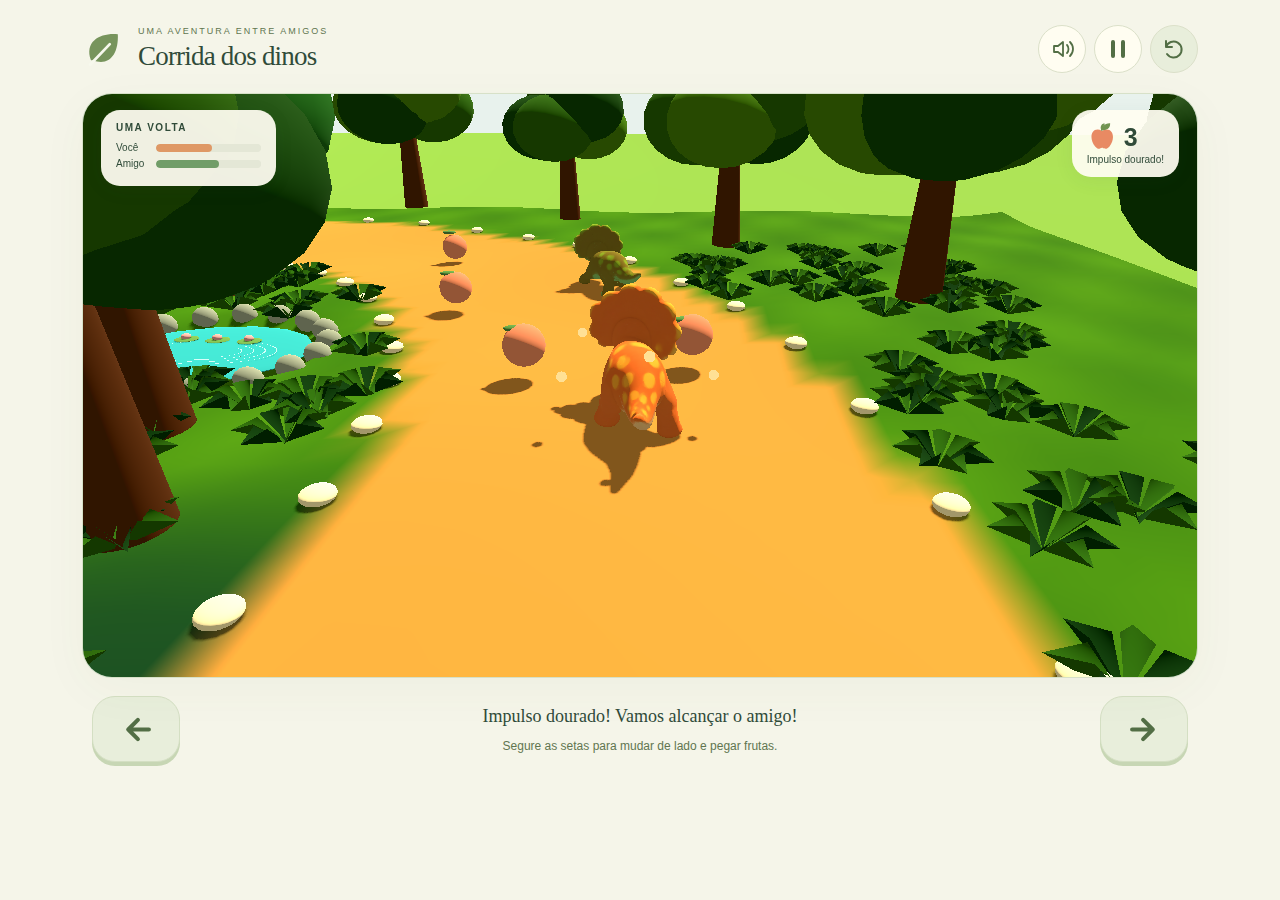 UMA AVENTURA ENTRE AMIGOS
Corrida dos dinos
UMA VOLTA
Você
Amigo
3
Impulso dourado!
Impulso dourado! Vamos alcançar o amigo!
Segure as setas para mudar de lado e pegar frutas.